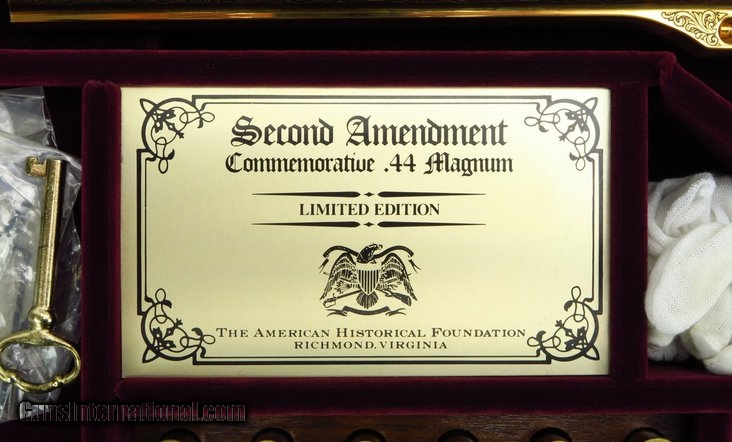 Second Amendment
Commemorative .44 Magnum
LIMITED EDITION
THE AMERICAN HISTORICAL FOUNDATION
RICHMOND, VIRGINIA
GunsInternational.com